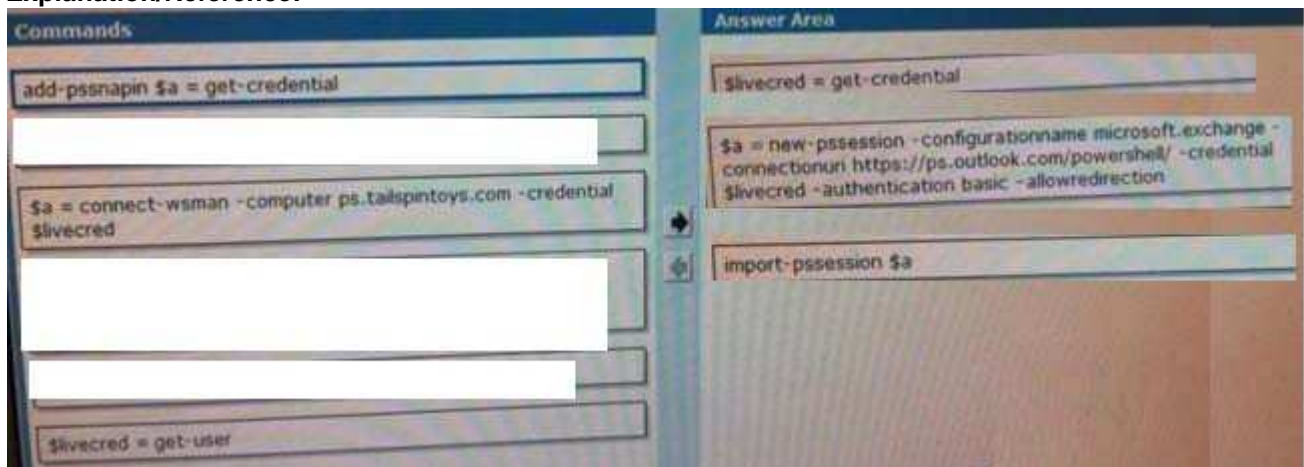 Explanation/Reference:
Commands
add-pssnapin $a = get-credential
$a = connect-wsman -computer ps.tailspintoys.com -credential
$livecred
$livecred = get-user
Answer Area
$livecred = get-credential
$a = new-pssession -configurationname microsoft.exchange -
connectionuri https://ps.outlook.com/powershell/ -credential
$livecred -authentication basic -allowredirection
import-pssession $a